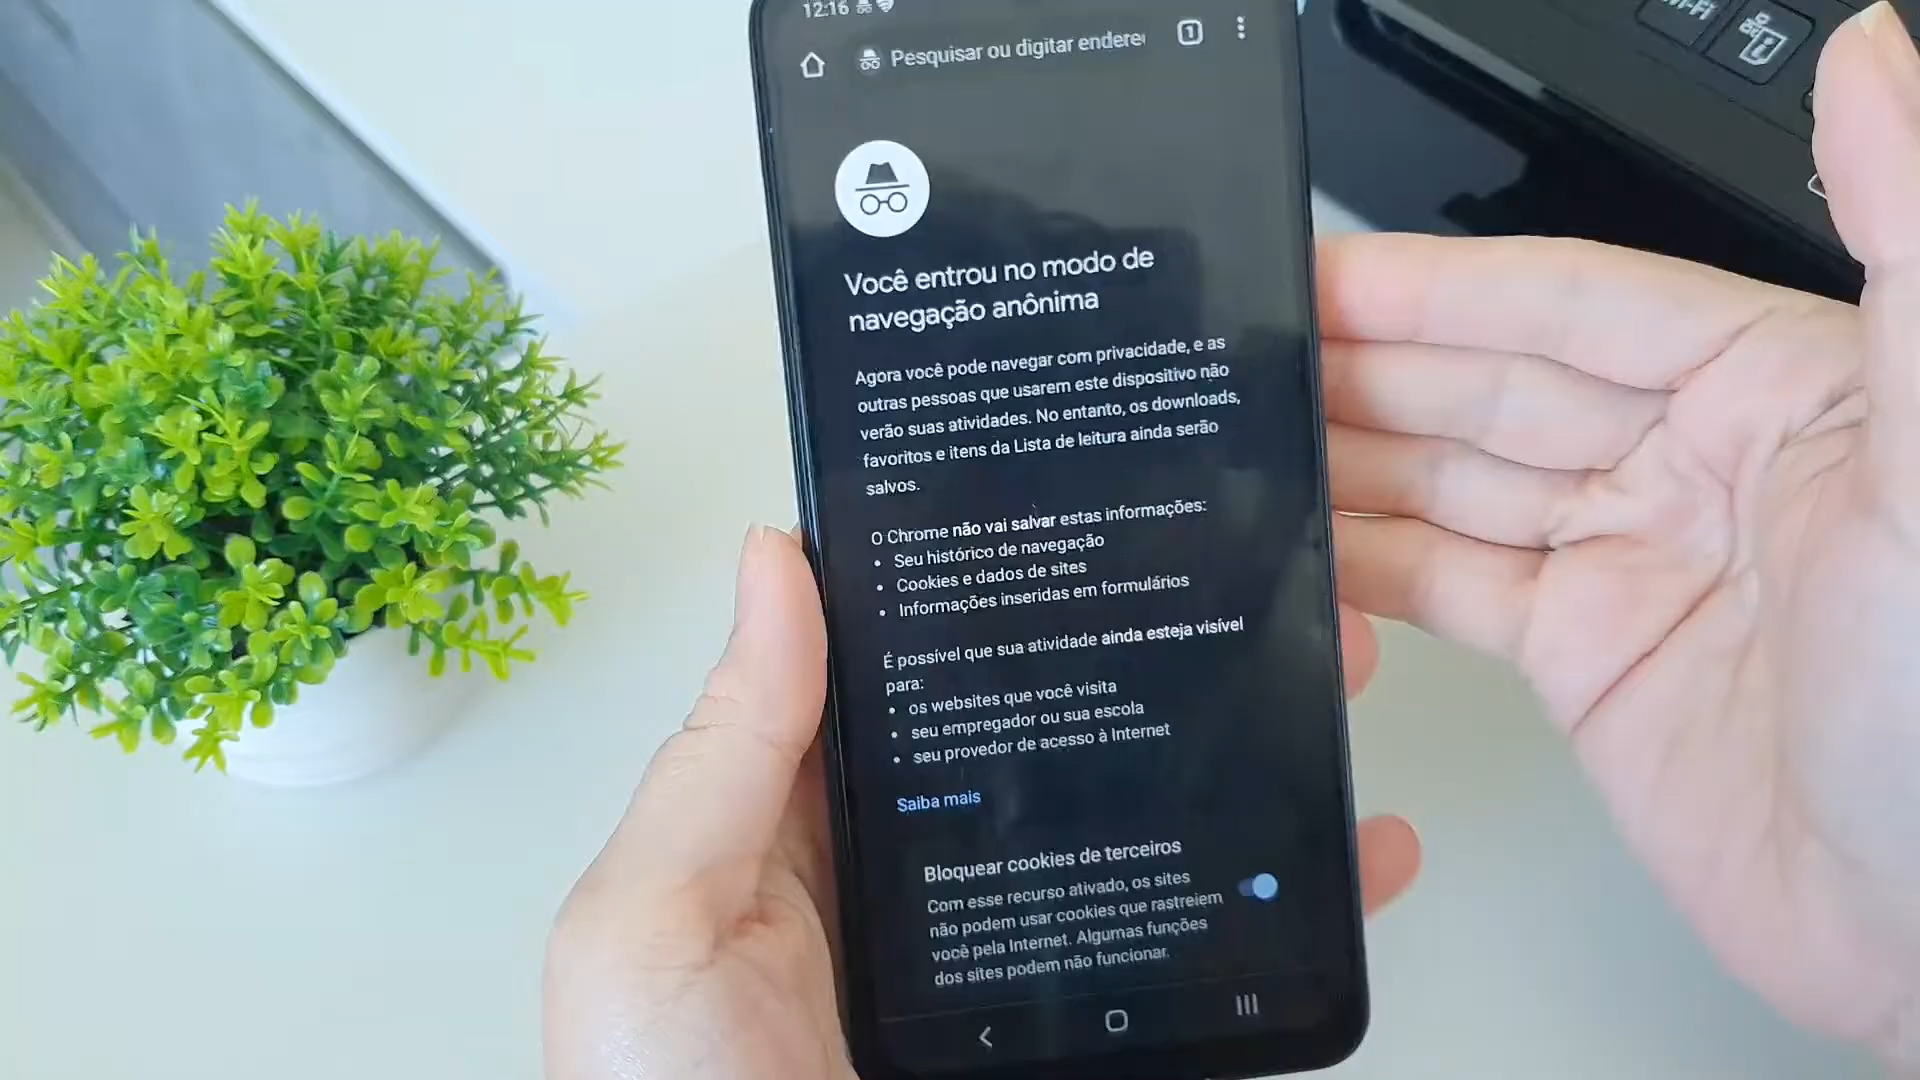 12:16
Pesquisar ou digitar endere
1
Você entrou no modo de
navegação anônima
Agora você pode navegar com privacidade, e as
outras pessoas que usarem este dispositivo não
verão suas atividades. No entanto, os downloads,
favoritos e itens da Lista de leitura ainda serão
salvos.
O Chrome não vai salvar estas informações:
• Seu histórico de navegação
• Cookies e dados de sites
• Informações inseridas em formulários
É possível que sua atividade ainda esteja visível
para:
• os websites que você visita
• seu empregador ou sua escola
• seu provedor de acesso à Internet
Saiba mais
Bloquear cookies de terceiros
Com esse recurso ativado, os sites
não podem usar cookies que rastreiem
você pela Internet. Algumas funções
dos sites podem não funcionar.
Wi-Fi